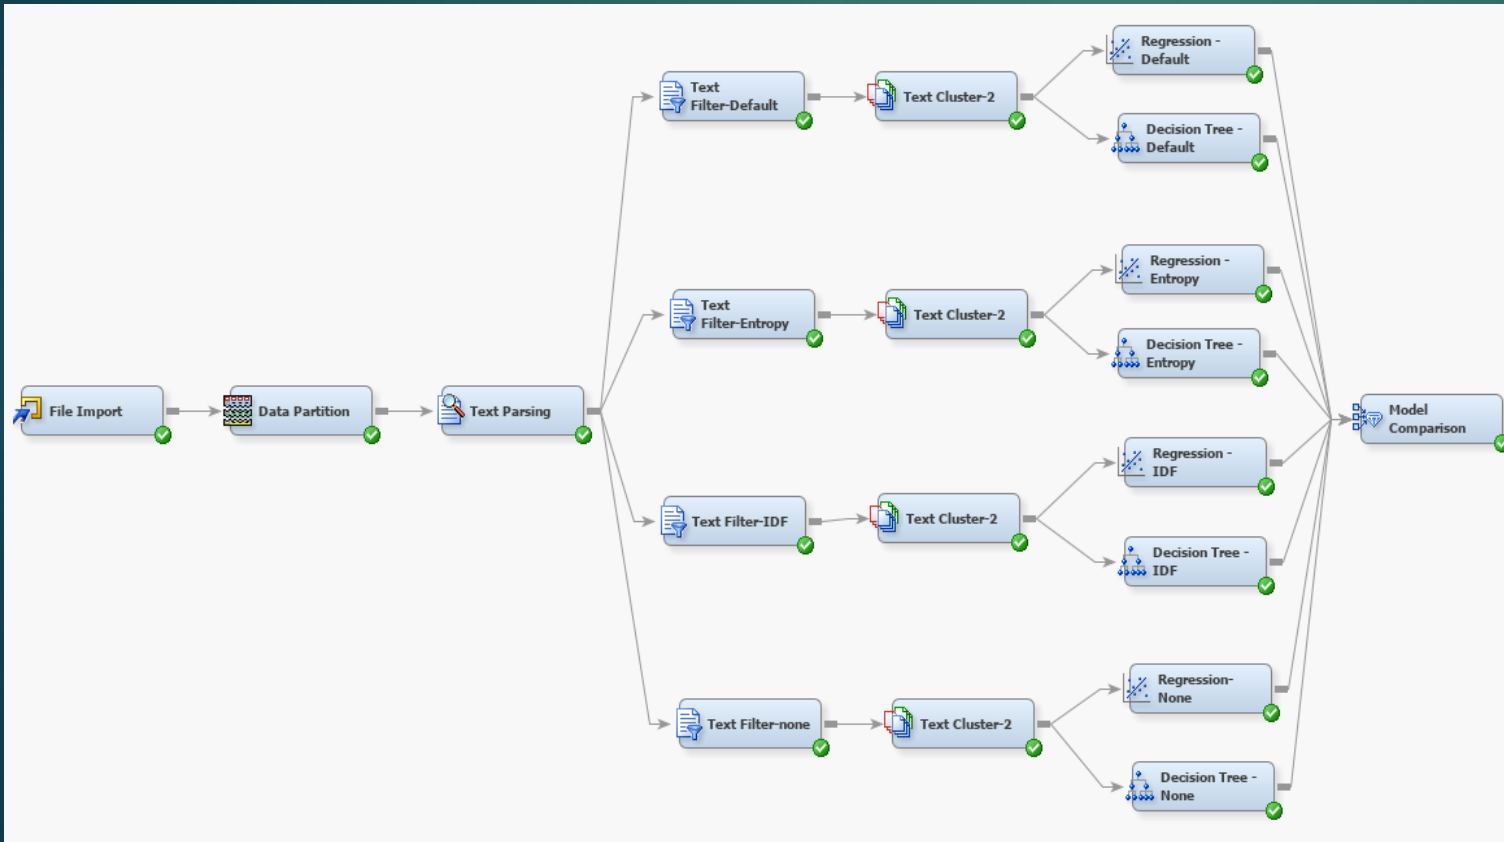 File Import
Data Partition
Text Parsing
Text
Filter-Default
Text Cluster-2
Regression -
Default
Decision Tree -
Default
Text
Filter-Entropy
Text Cluster-2
Regression -
Entropy
Decision Tree -
Entropy
Text Filter-IDF
Text Cluster-2
Regression -
IDF
Decision Tree -
IDF
Text Filter-none
Text Cluster-2
Regression-
None
Decision Tree -
None
Model
Comparison